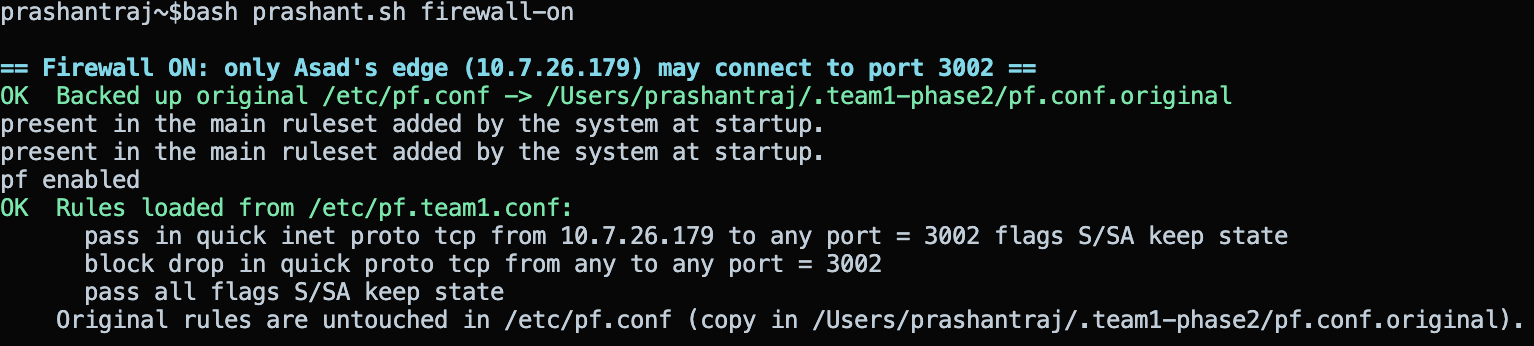 prashantraj~$bash prashant.sh firewall-on
== Firewall ON: only Asad's edge (10.7.26.179) may connect to port 3002 ==
OK  Backed up original /etc/pf.conf -> /Users/prashantraj/.team1-phase2/pf.conf.original
present in the main ruleset added by the system at startup.
present in the main ruleset added by the system at startup.
pf enabled
OK  Rules loaded from /etc/pf.team1.conf:
      pass in quick inet proto tcp from 10.7.26.179 to any port = 3002 flags S/SA keep state
      block drop in quick proto tcp from any to any port = 3002
      pass all flags S/SA keep state
    Original rules are untouched in /etc/pf.conf (copy in /Users/prashantraj/.team1-phase2/pf.conf.original).